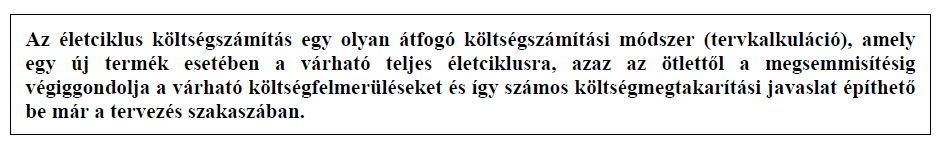 Az életciklus költségszámítás egy olyan átfogó költségszámítási módszer (tervkalkuláció), amely
egy új termék esetében a várható teljes életciklusra, azaz az ötlettől a megsemmisítésig
végiggondolja a várható költségfelmerüléseket és így számos költségmegtakarítási javaslat építhető
be már a tervezés szakaszában.